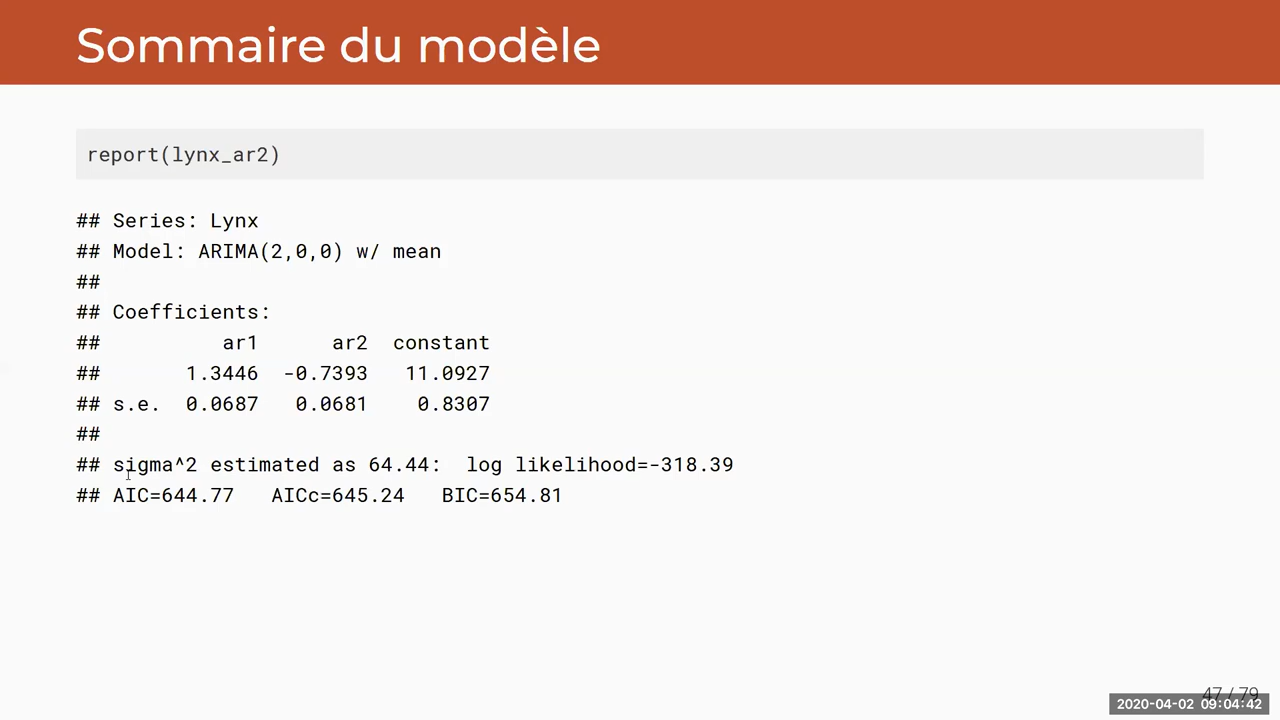 Sommaire du modèle
report(lynx_ar2)
## Series: Lynx
## Model: ARIMA(2,0,0) w/ mean
##
## Coefficients:
##          ar1      ar2  constant
##       1.3446  -0.7393   11.0927
## s.e.  0.0687   0.0681    0.8307
##
## sigma^2 estimated as 64.44:  log likelihood=-318.39
## AIC=644.77   AICc=645.24   BIC=654.81
47 / 79
2020-04-02 09:04:42